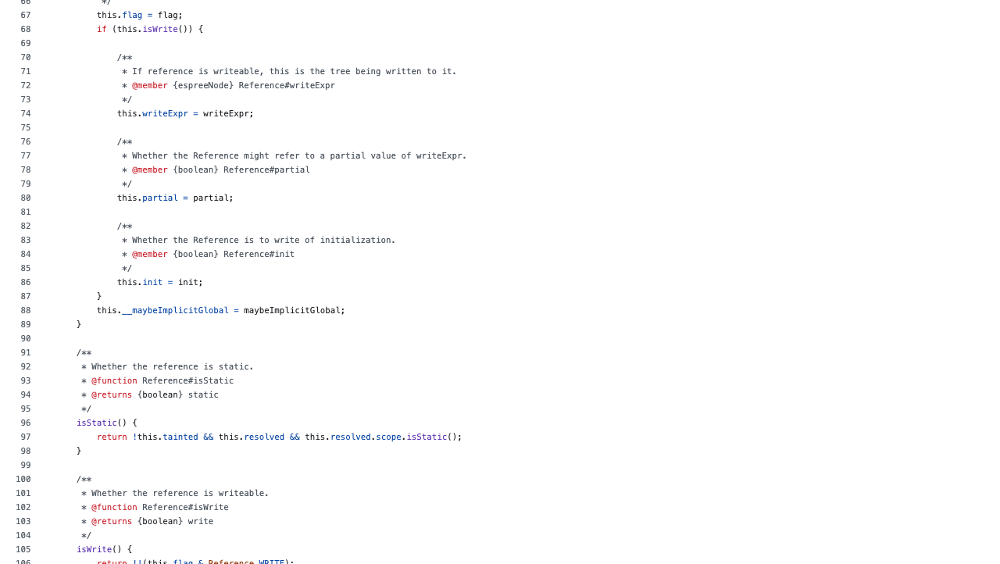 66 */
67 this.flag = flag;
68 if (this.isWrite()) {
69
70 /**
71 * If reference is writeable, this is the tree being written to it.
72 * @member {espreeNode} Reference#writeExpr
73 */
74 this.writeExpr = writeExpr;
75
76 /**
77 * Whether the Reference might refer to a partial value of writeExpr.
78 * @member {boolean} Reference#partial
79 */
80 this.partial = partial;
81
82 /**
83 * Whether the Reference is to write of initialization.
84 * @member {boolean} Reference#init
85 */
86 this.init = init;
87 }
88 this.__maybeImplicitGlobal = maybeImplicitGlobal;
89 }
90
91 /**
92 * Whether the reference is static.
93 * @function Reference#isStatic
94 * @returns {boolean} static
95 */
96 isStatic() {
97 return !this.tainted && this.resolved && this.resolved.scope.isStatic();
98 }
99
100 /**
101 * Whether the reference is writeable.
102 * @function Reference#isWrite
103 * @returns {boolean} write
104 */
105 isWrite() {
106 return !!(this.flag & Reference.WRITE);